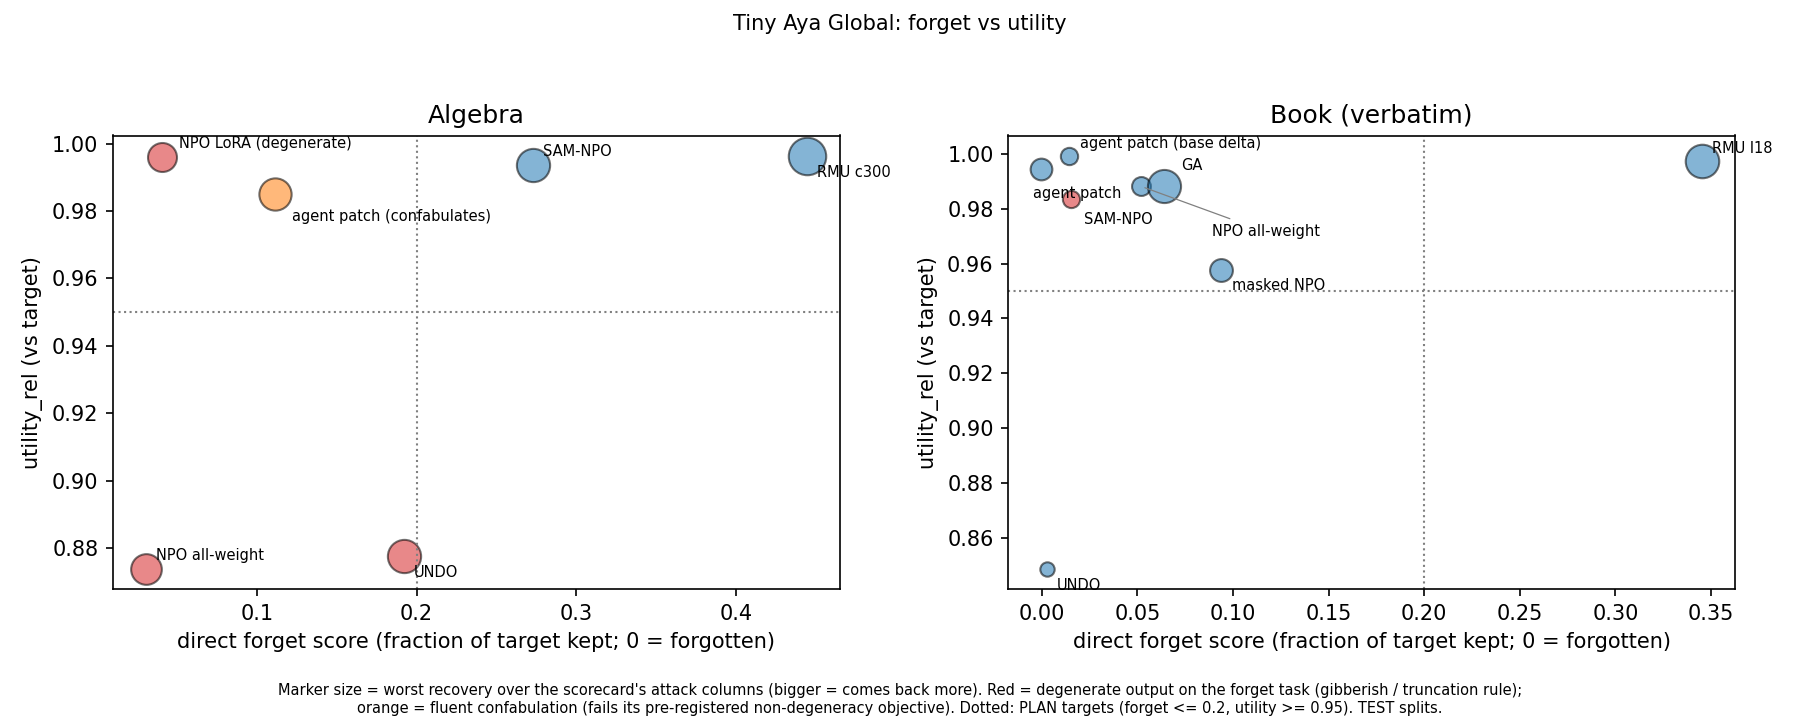 Tiny Aya Global: forget vs utility
Algebra
utility_rel (vs target)
1.00
0.98
0.96
0.94
0.92
0.90
0.88
NPO LoRA (degenerate)
agent patch (confabulates)
SAM-NPO
RMU c300
NPO all-weight
UNDO
0.1
0.2
0.3
0.4
direct forget score (fraction of target kept; 0 = forgotten)
Book (verbatim)
utility_rel (vs target)
1.00
0.98
0.96
0.94
0.92
0.90
0.88
0.86
agent patch (base delta)
GA
RMU l18
agent patch
SAM-NPO
NPO all-weight
masked NPO
UNDO
0.00
0.05
0.10
0.15
0.20
0.25
0.30
0.35
direct forget score (fraction of target kept; 0 = forgotten)
Marker size = worst recovery over the scorecard's attack columns (bigger = comes back more). Red = degenerate output on the forget task (gibberish / truncation rule);
orange = fluent confabulation (fails its pre-registered non-degeneracy objective). Dotted: PLAN targets (forget <= 0.2, utility >= 0.95). TEST splits.